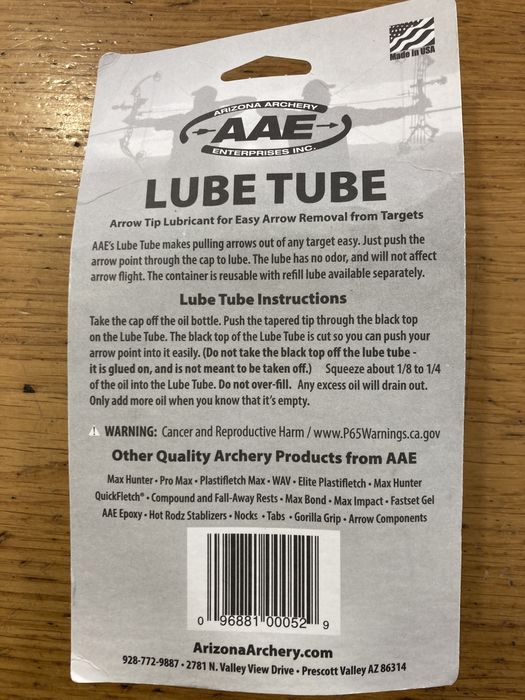 Made In USA
ARIZONA ARCHERY
AAE
ENTERPRISES INC.
LUBE TUBE
Arrow Tip Lubricant for Easy Arrow Removal from Targets
AAE's Lube Tube makes pulling arrows out of any target easy. Just push the
arrow point through the cap to lube. The lube has no odor, and will not affect
arrow flight. The container is reusable with refill lube available separately.
Lube Tube Instructions
Take the cap off the oil bottle. Push the tapered tip through the black top
on the Lube Tube. The black top of the Lube Tube is cut so you can push your
arrow point into it easily. (Do not take the black top off the lube tube -
it is glued on, and is not meant to be taken off.) Squeeze about 1/8 to 1/4
of the oil into the Lube Tube. Do not over-fill. Any excess oil will drain out.
Only add more oil when you know that it's empty.
⚠ WARNING: Cancer and Reproductive Harm / www.P65Warnings.ca.gov
Other Quality Archery Products from AAE
Max Hunter • Pro Max • Plastifletch Max • WAV • Elite Plastifletch • Max Hunter
QuickFletch® • Compound and Fall-Away Rests • Max Bond • Max Impact • Fastset Gel
AAE Epoxy • Hot Rodz Stablizers • Nocks • Tabs • Gorilla Grip • Arrow Components
0 96881 00052 9
ArizonaArchery.com
928-772-9887 • 2781 N. Valley View Drive • Prescott Valley AZ 86314